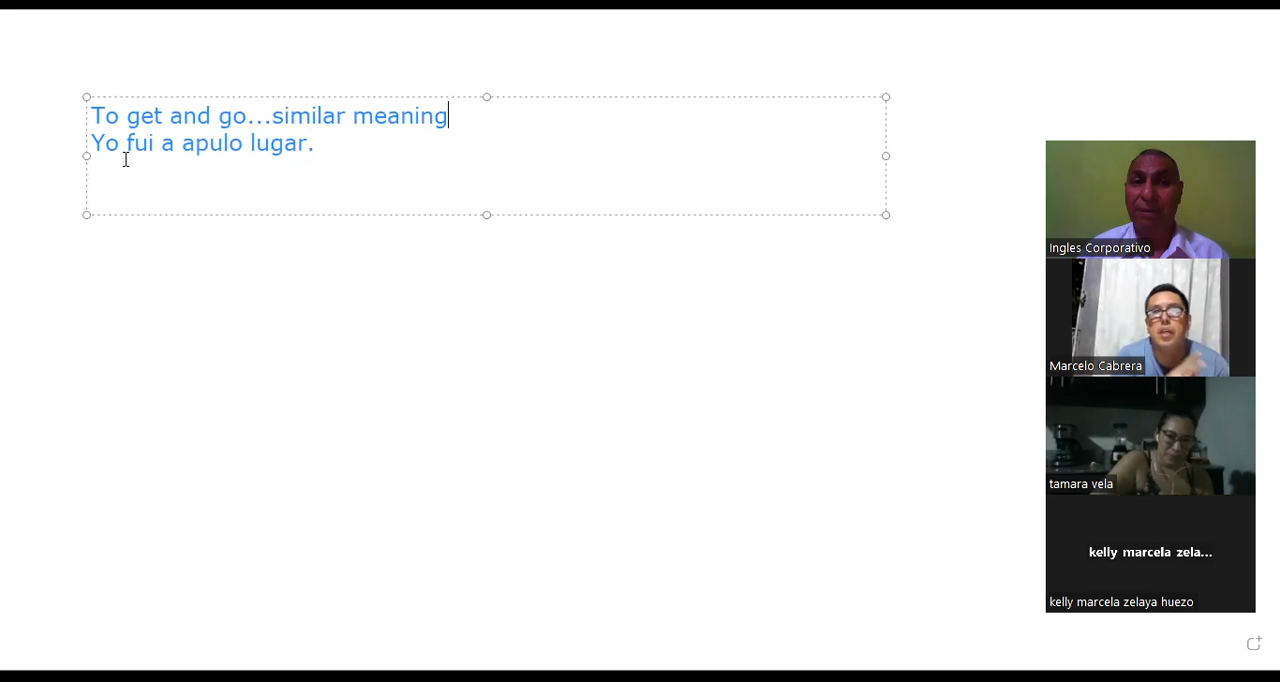 To get and go...similar meaning
Yo fui a apulo lugar.
Ingles Corporativo
Marcelo Cabrera
tamara vela
kelly marcela zela...
kelly marcela zelaya huezo